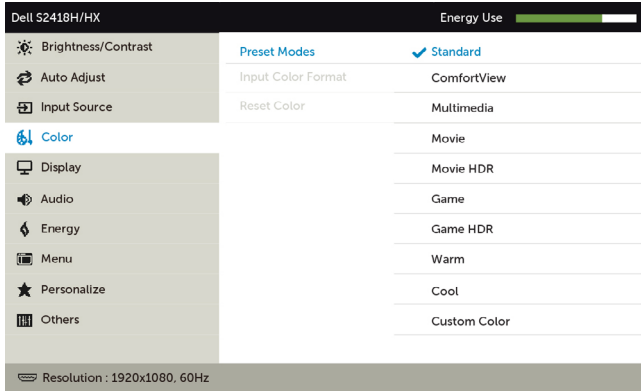 Dell S2418H/HX
Energy Use
Brightness/Contrast
Auto Adjust
Input Source
Color
Display
Audio
Energy
Menu
Personalize
Others
Preset Modes
Input Color Format
Reset Color
Standard
ComfortView
Multimedia
Movie
Movie HDR
Game
Game HDR
Warm
Cool
Custom Color
Resolution : 1920x1080, 60Hz